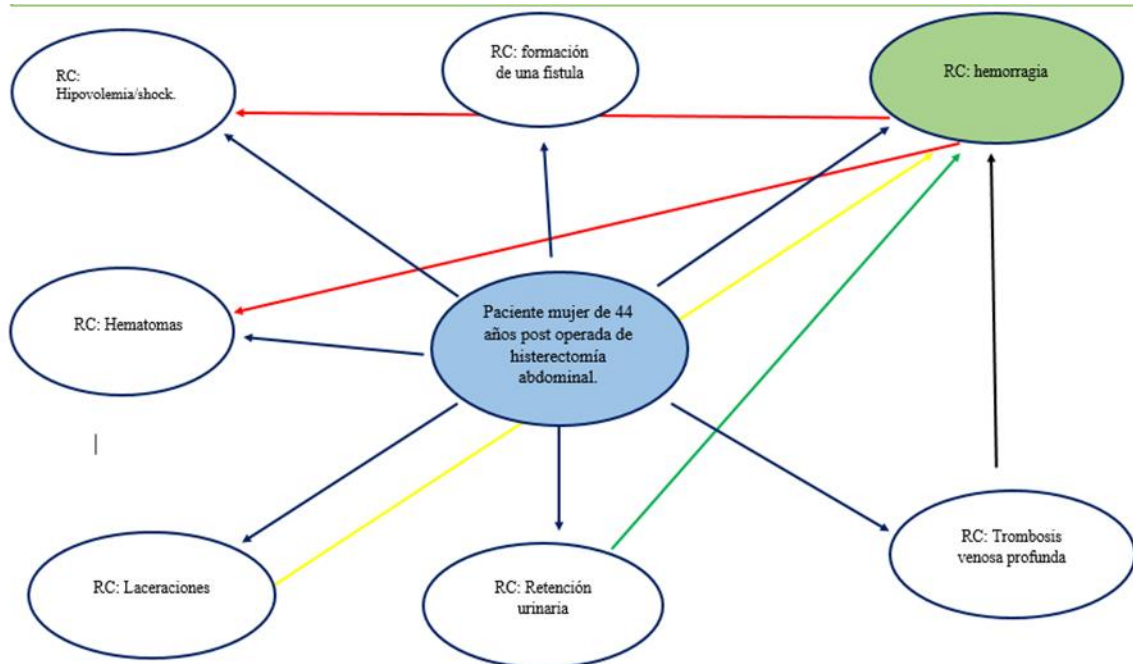 RC:
Hipovolemia/shock.
RC: formación
de una fistula
RC: hemorragia
RC: Hematomas
Paciente mujer de 44
años post operada de
histerectomía
abdominal.
RC: Laceraciones
RC: Retención
urinaria
RC: Trombosis
venosa profunda